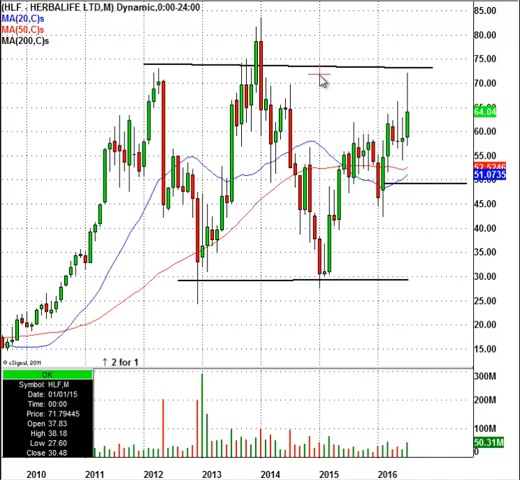 (HLF - HERBALIFE LTD,M) Dynamic,0:00-24:00
MA(20,C)s
MA(50,C)s
MA(200,C)s
85.00
80.00
75.00
70.00
64.04
60.00
55.00
51.0735
45.00
40.00
35.00
30.00
25.00
20.00
15.00
© eSignal, 2011
↑ 2 for 1
OK
Symbol: HLF,M
Date: 01/01/15
Time: 00:00
Price: 71.79445
Open 37.83
High 38.18
Low 27.60
Close 30.48
300M
200M
100M
50.31M
0
2010 2011 2012 2013 2014 2015 2016